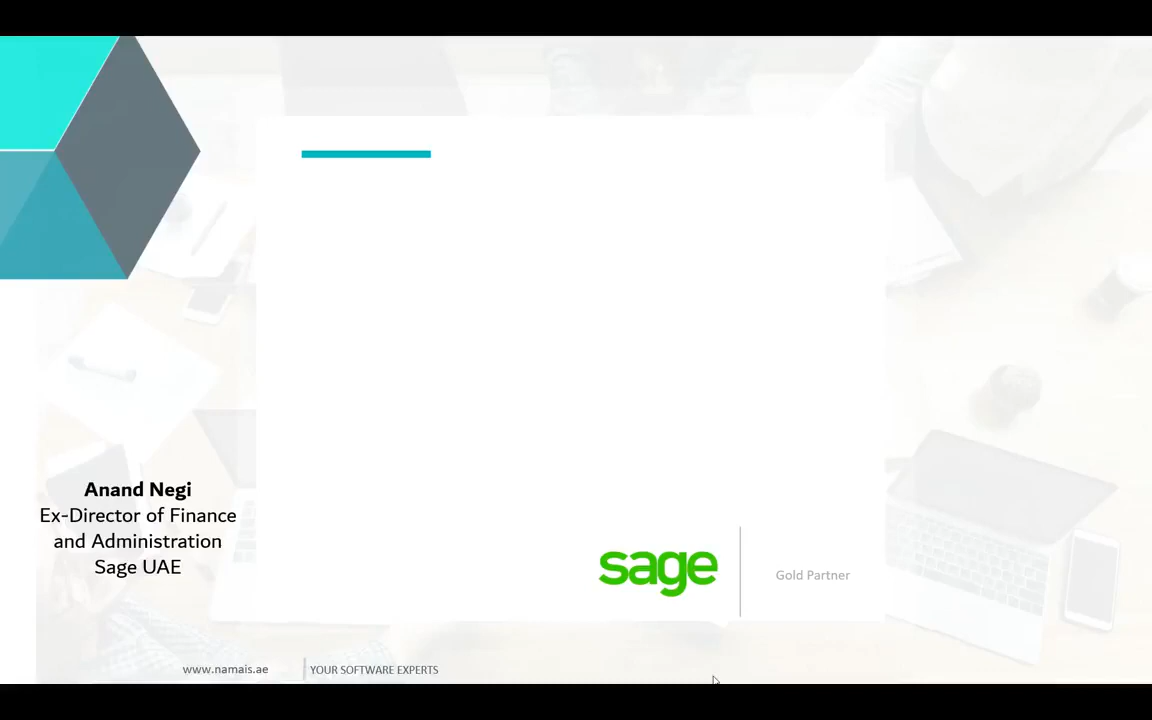 Anand Negi
Ex-Director of Finance
and Administration
Sage UAE
sage
Gold Partner
www.namais.ae
YOUR SOFTWARE EXPERTS